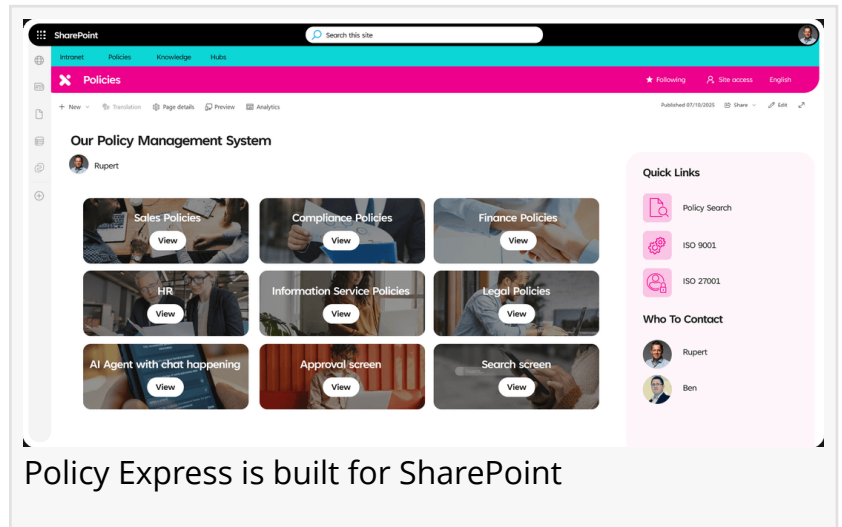 SharePoint
Search this site
Intranet Policies Knowledge Hubs
Policies
Following Site access English
New Translation Page details Preview Analytics
Published 07/10/2025 Share Edit
Our Policy Management System
Rupert
Sales Policies Compliance Policies Finance Policies
View View View
HR Information Service Policies Legal Policies
View View View
AI Agent with chat happening Approval screen Search screen
View View View
Quick Links
Policy Search
ISO 9001
ISO 27001
Who To Contact
Rupert
Ben
Policy Express is built for SharePoint